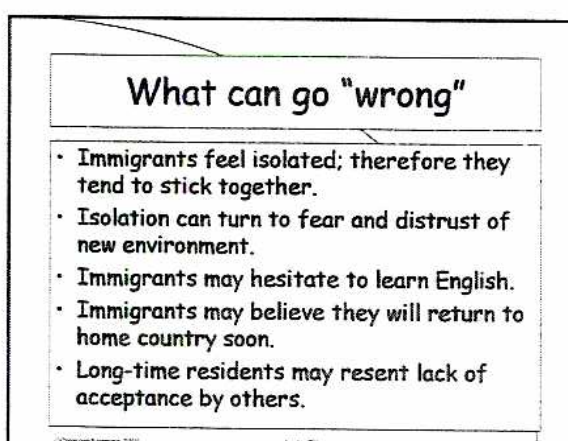 What can go “wrong”
· Immigrants feel isolated; therefore they
tend to stick together.
· Isolation can turn to fear and distrust of
new environment.
· Immigrants may hesitate to learn English.
· Immigrants may believe they will return to
home country soon.
· Long-time residents may resent lack of
acceptance by others.